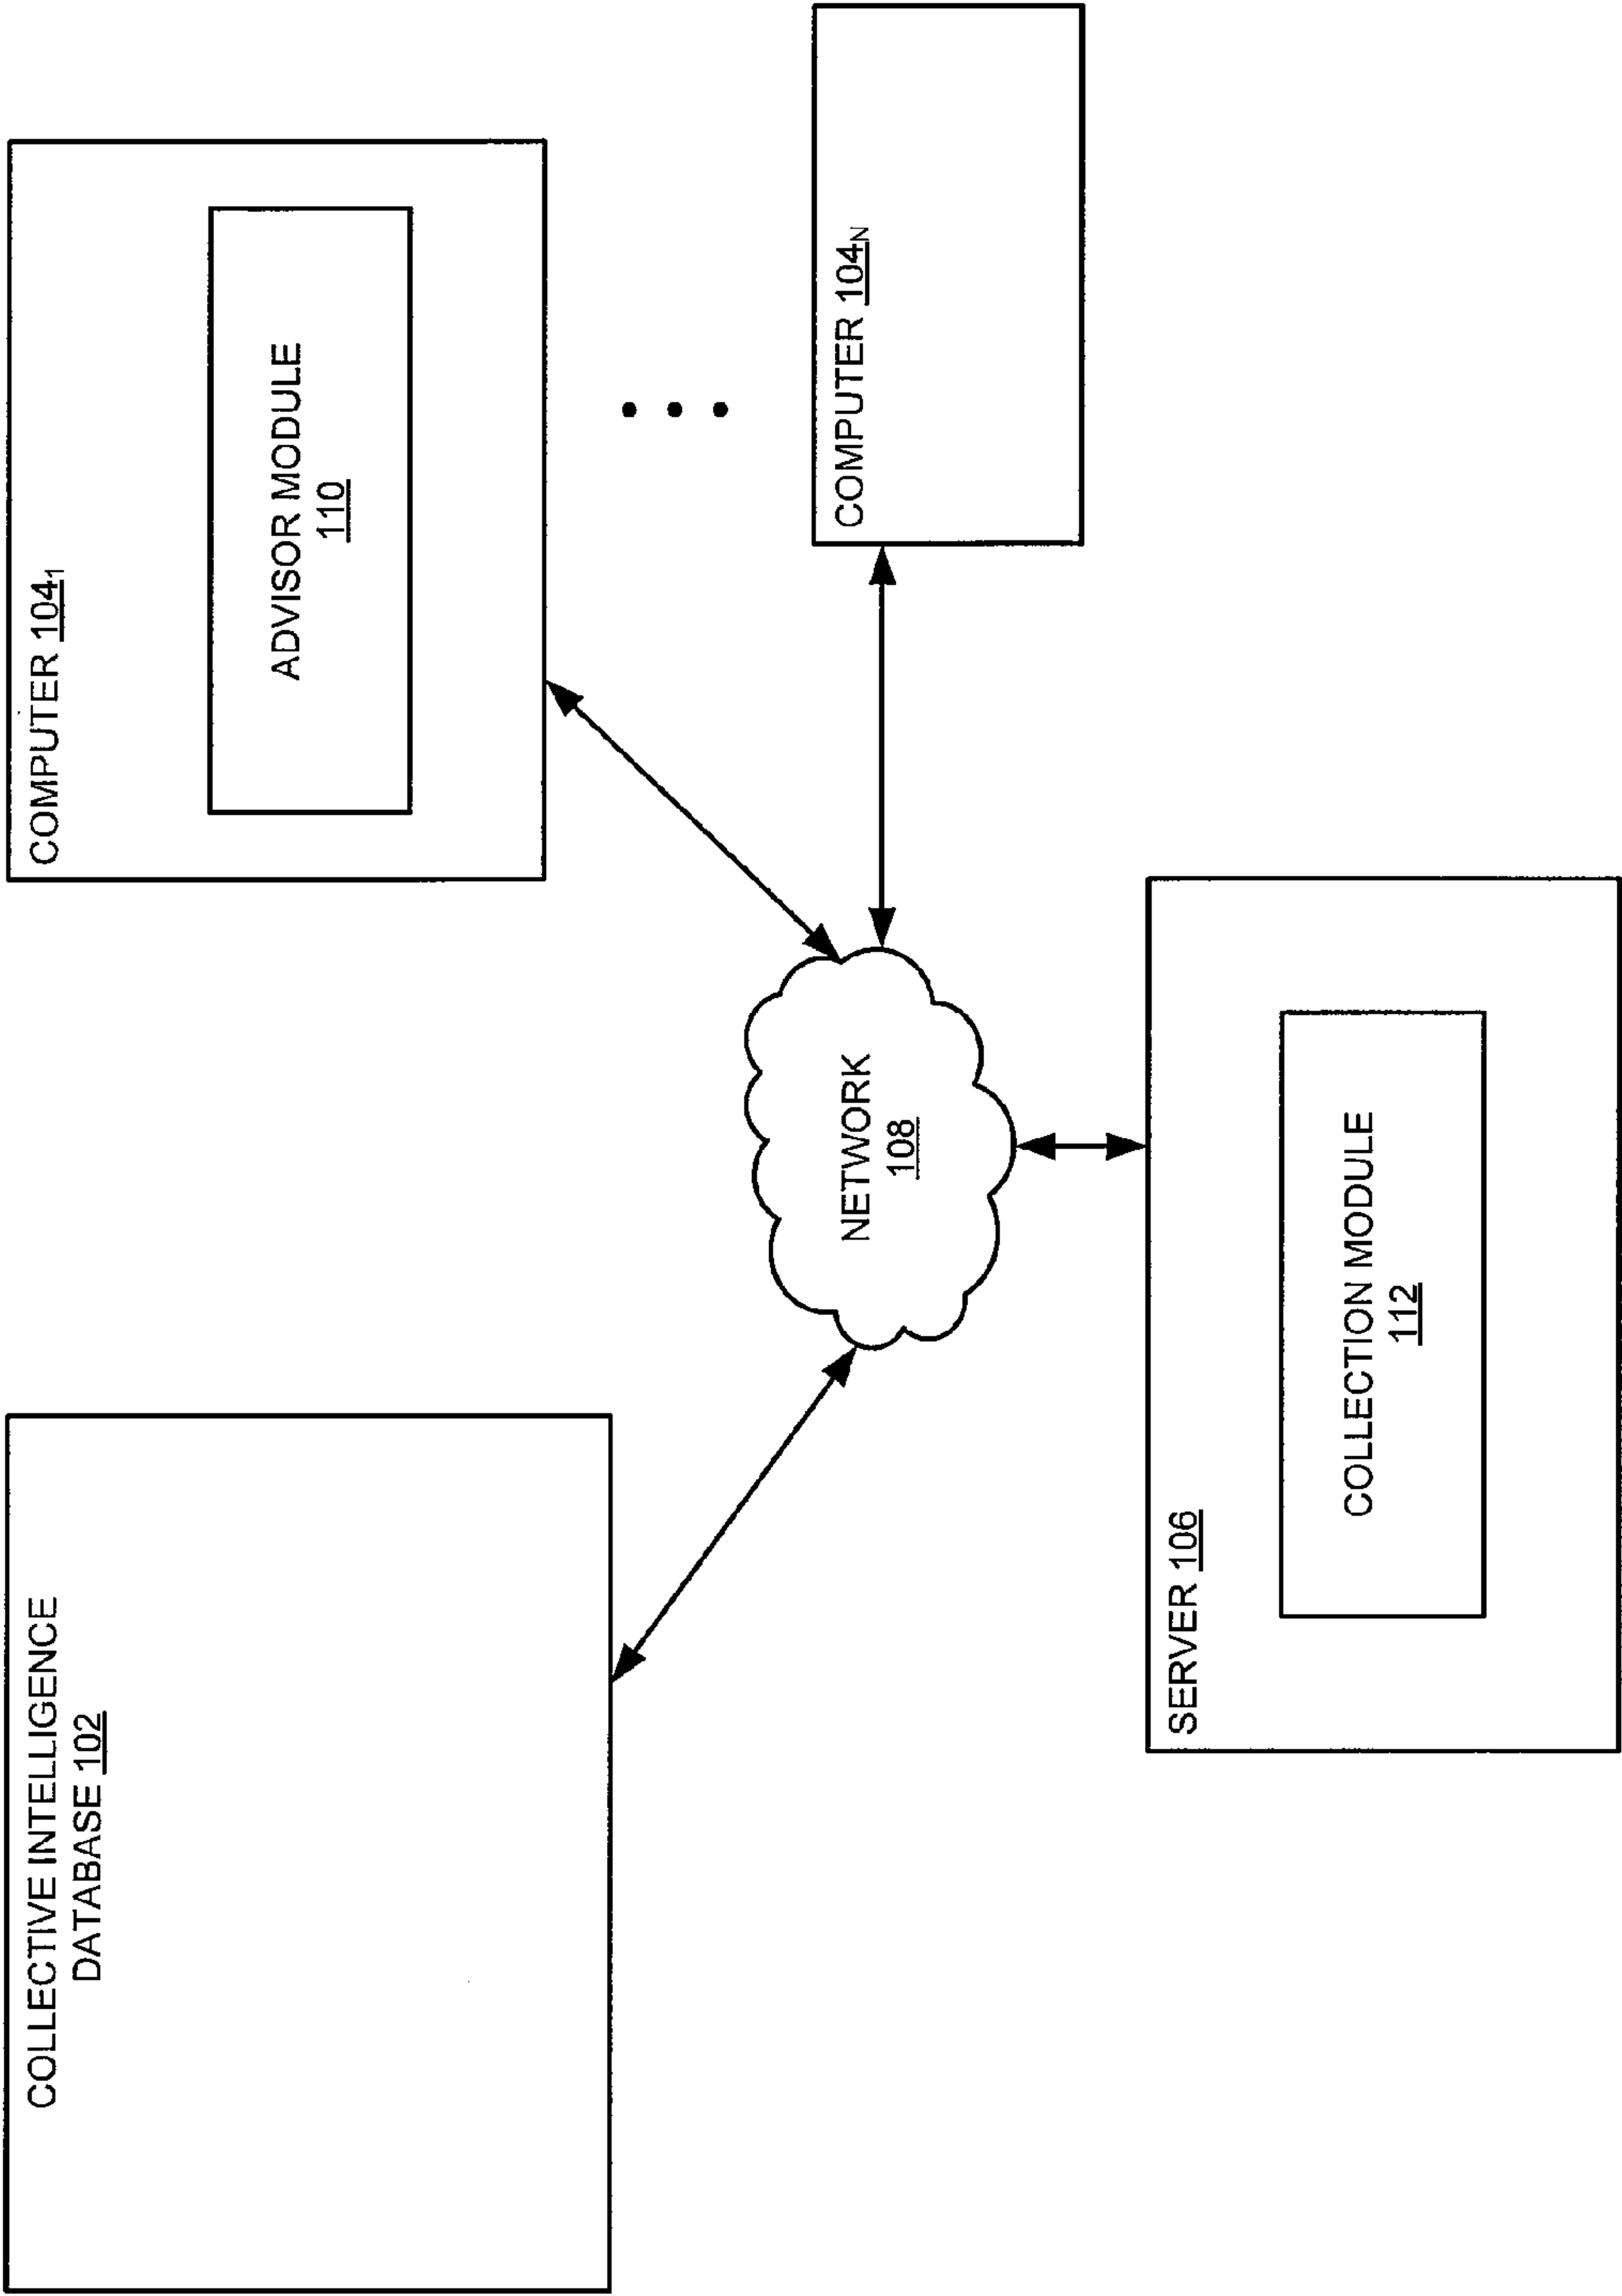 COLLECTIVE INTELLIGENCE
DATABASE 102
COMPUTER 104₁
ADVISOR MODULE
110
NETWORK
108
COMPUTER 104ₙ
SERVER 106
COLLECTION MODULE
112